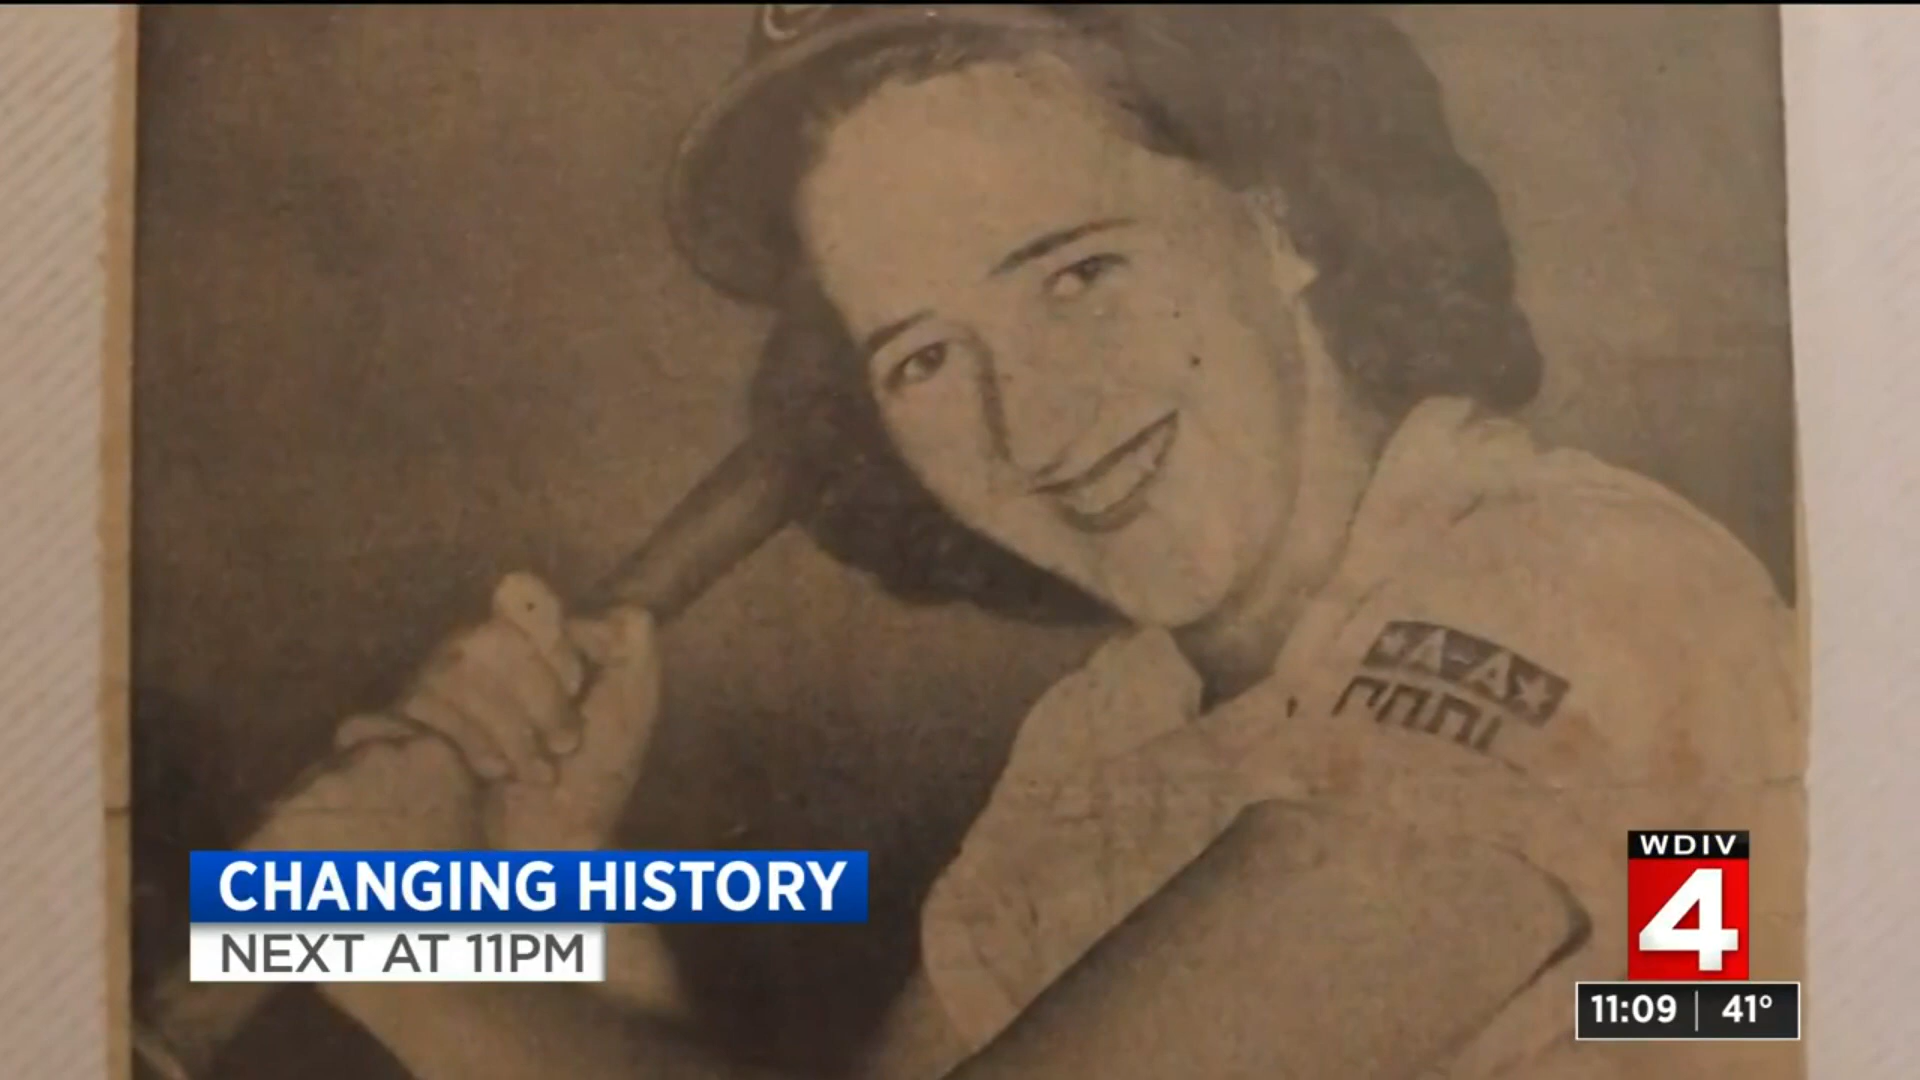 CHANGING HISTORY
NEXT AT 11PM
WDIV
4
11:09 | 41°